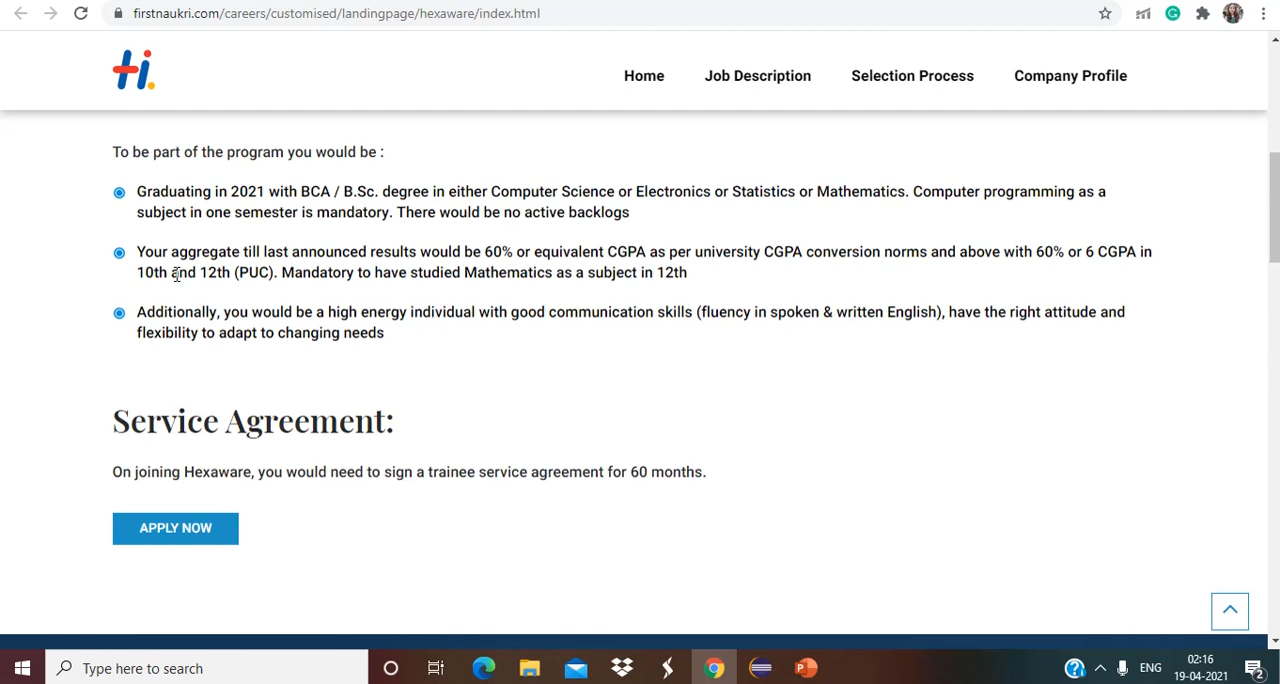 firstnaukri.com/careers/customised/landingpage/hexaware/index.html
Hi.
Home Job Description Selection Process Company Profile
To be part of the program you would be :
Graduating in 2021 with BCA / B.Sc. degree in either Computer Science or Electronics or Statistics or Mathematics. Computer programming as a
subject in one semester is mandatory. There would be no active backlogs
Your aggregate till last announced results would be 60% or equivalent CGPA as per university CGPA conversion norms and above with 60% or 6 CGPA in
10th and 12th (PUC). Mandatory to have studied Mathematics as a subject in 12th
Additionally, you would be a high energy individual with good communication skills (fluency in spoken & written English), have the right attitude and
flexibility to adapt to changing needs
Service Agreement:
On joining Hexaware, you would need to sign a trainee service agreement for 60 months.
APPLY NOW
Type here to search
ENG
02:16
19-04-2021
2